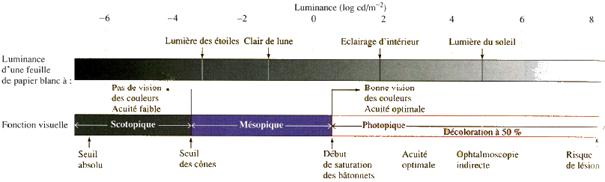 Luminance (log cd/m⁻²)
−6 −4 −2 0 2 4 6 8
Lumière des étoiles Clair de lune Eclairage d'intérieur Lumière du soleil
Luminance
d'une feuille
de papier blanc à :
Pas de vision
des couleurs
Acuité faible
Bonne vision
des couleurs
Acuité optimale
Fonction visuelle
Scotopique Mésopique Photopique
Décoloration à 50 %
Seuil
absolu
Seuil
des cônes
Début
de saturation
des bâtonnets
Acuité
optimale
Ophtalmoscopie
indirecte
Risque
de lésion